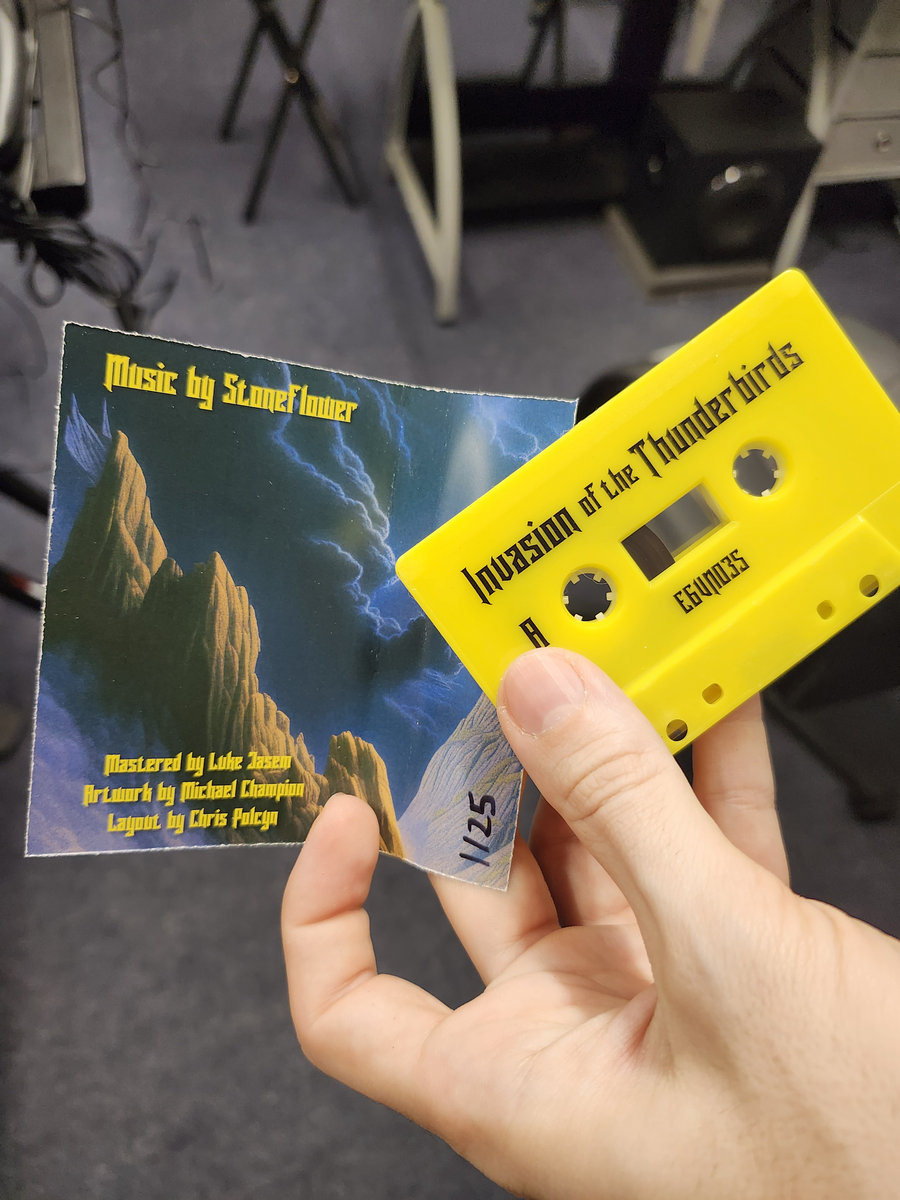 Music by Stoneflower
Mastered by Luke Jasem
Artwork by Michael Champion
Layout by Chris Polcyn
1/25
Invasion of the Thunderbirds
A
EGVN035